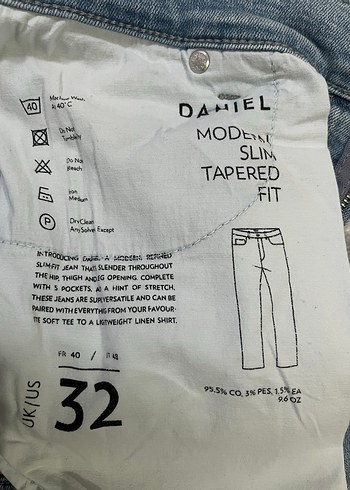 DANIEL
MODERN
SLIM
TAPERED
FIT
40
Machine Wash
At 40°C
Do Not
Tumble Dry
Do Not
Bleach
Iron
Medium
P
Dry Clean
Any Solvent Except
INTRODUCING DANIEL A MODERN, REFINED
SLIM-FIT JEAN THATS SLENDER THROUGHOUT
THE HIP, THIGH AND LEG OPENING. COMPLETE
WITH 5 POCKETS, A HINT OF STRETCH,
THESE JEANS ARE SUPER VERSATILE AND CAN BE
PAIRED WITH EVERYTHING FROM YOUR FAVOUR-
ITE SOFT TEE TO A LIGHTWEIGHT LINEN SHIRT.
FR 40 / IT 48
UK/US 32
95.5% CO, 3% PES, 1.5% EA
9.6 OZ